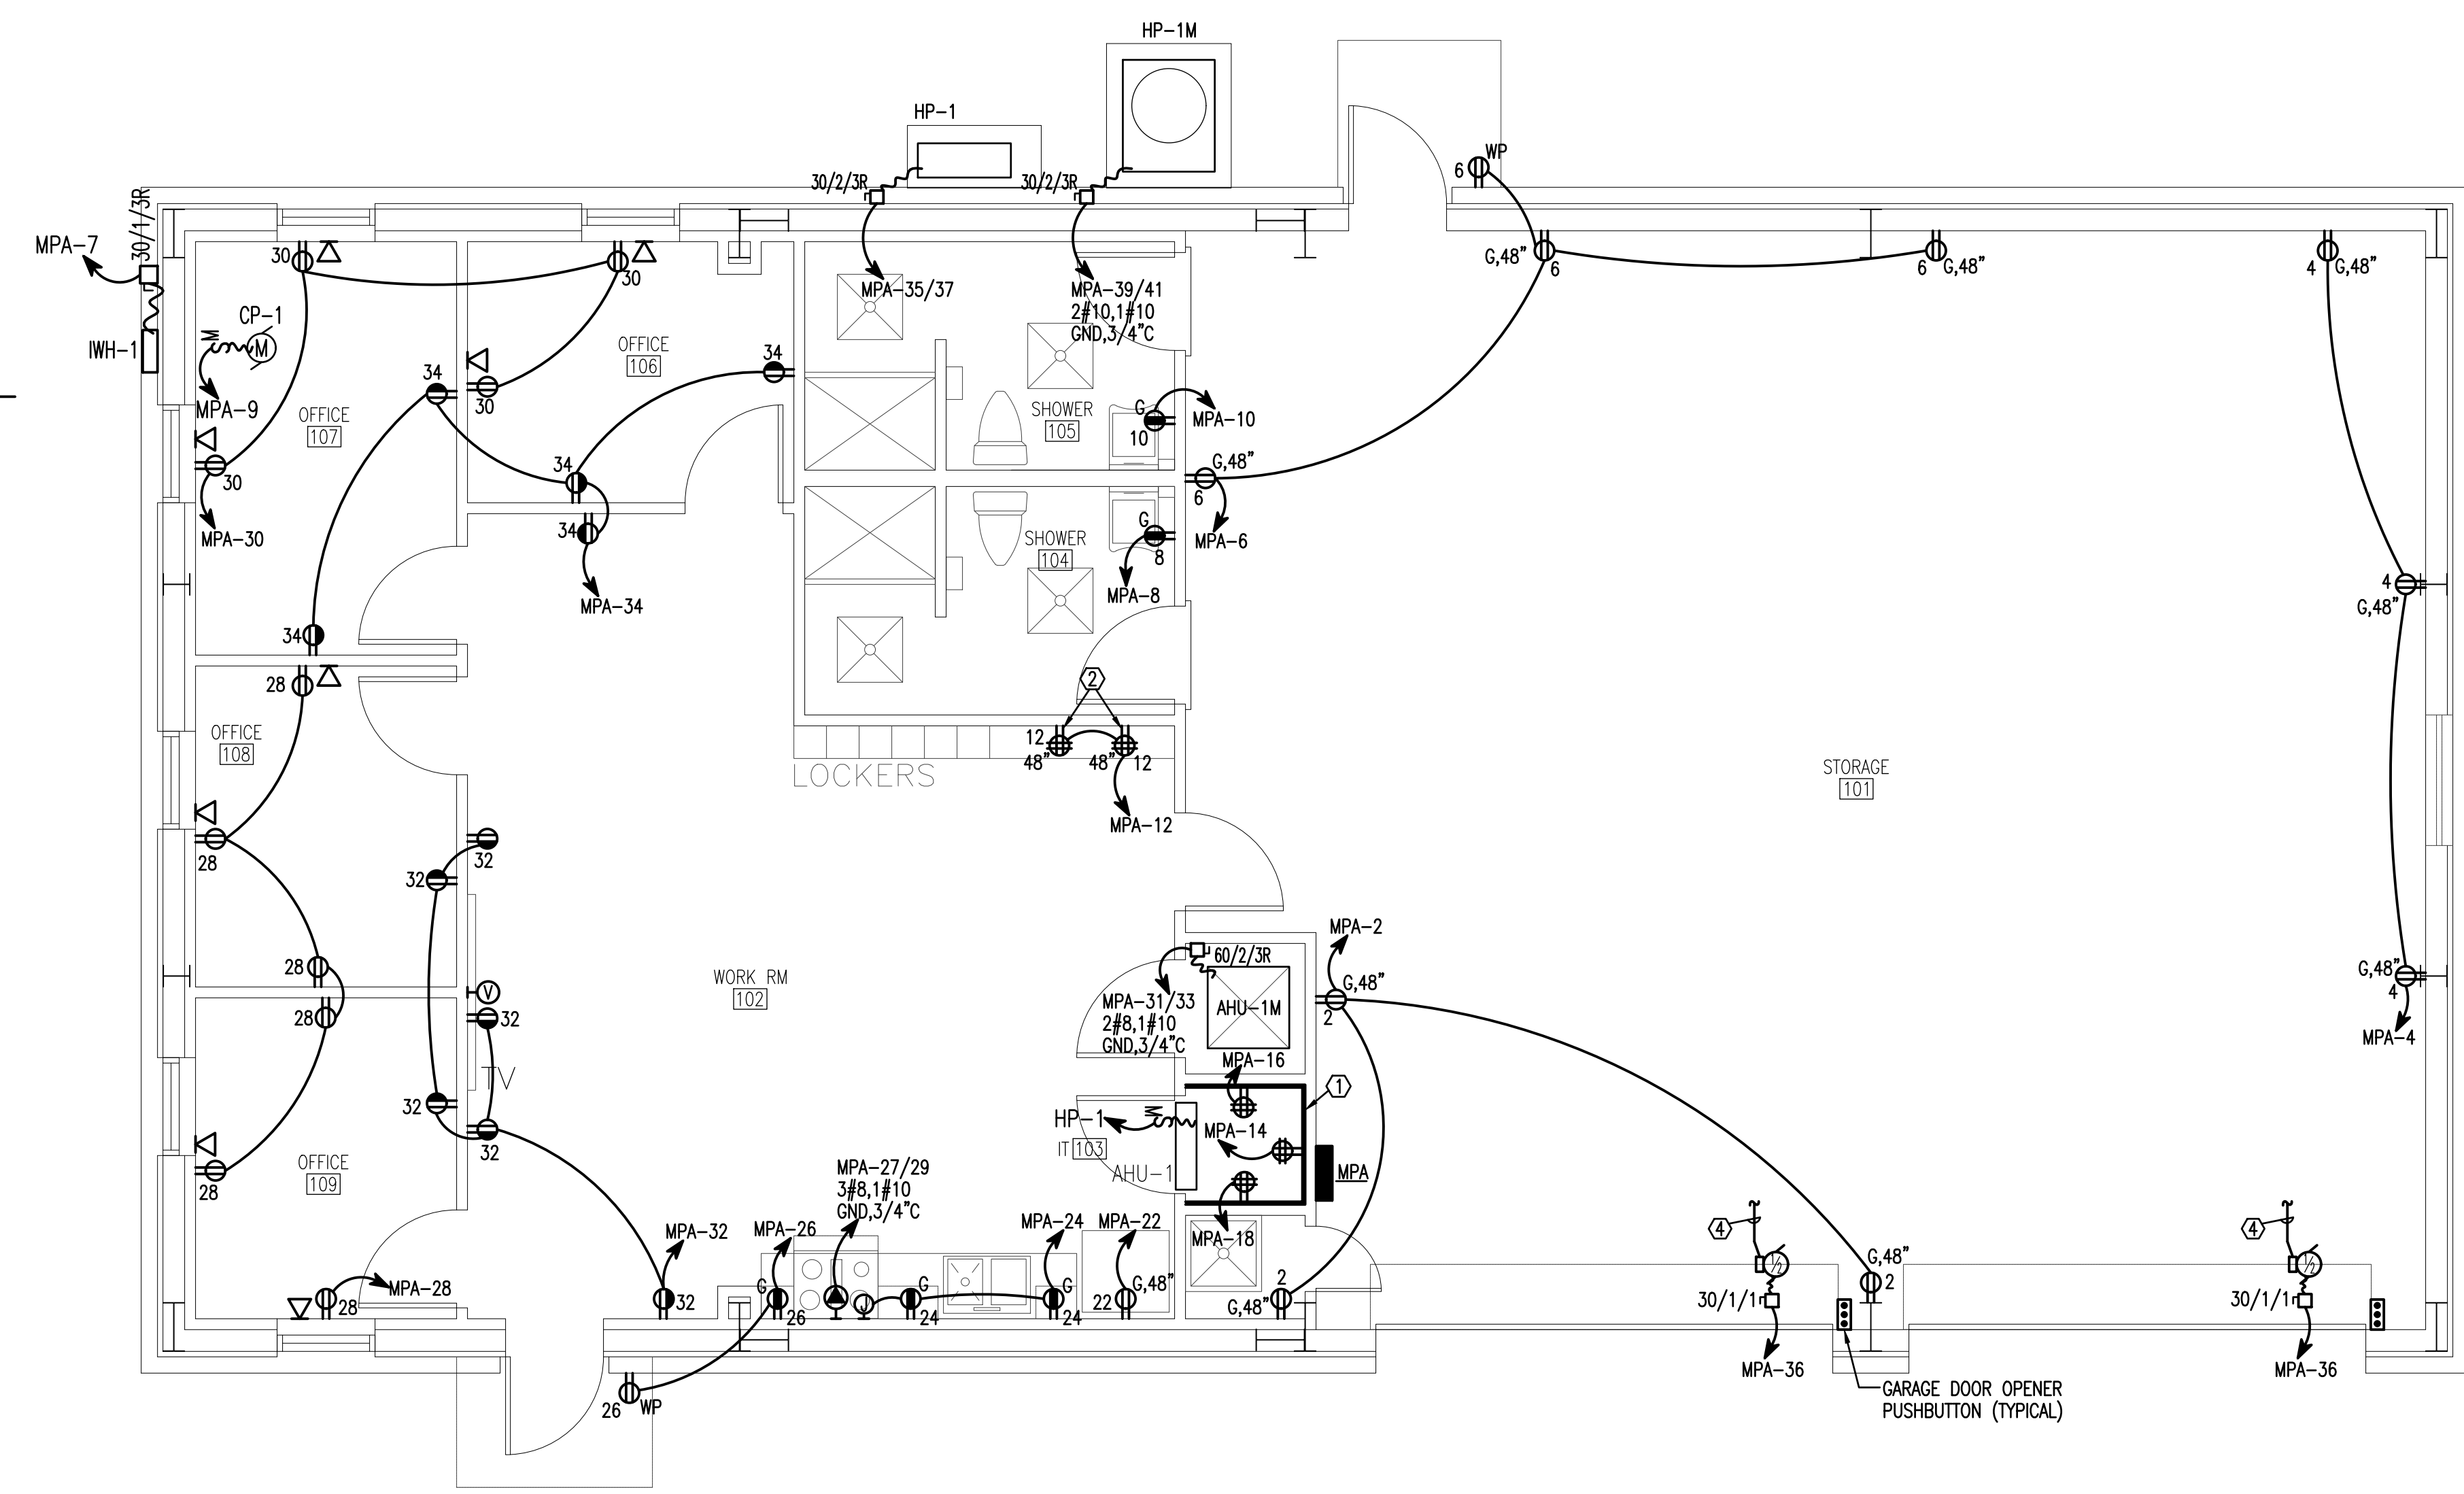 HP-1M
HP-1
30/2/3R
30/2/3R
WP
6
30/1/3R
MPA-7
IWH-1
CP-1
M
M
MPA-9
30
30
30
30
MPA-30
OFFICE
107
OFFICE
106
34
34
34
34
34
MPA-34
MPA-35/37
MPA-39/41
2#10,1#10
GND,3/4"C
SHOWER
105
G
10
MPA-10
SHOWER
104
G
8
MPA-8
G,48"
6
MPA-6
G,48"
6
6
G,48"
4
G,48"
4
G,48"
G,48"
4
MPA-4
STORAGE
101
28
OFFICE
108
28
28
28
OFFICE
109
28
28
MPA-28
LOCKERS
2
12
48"
48"
12
MPA-12
32
32
V
32
TV
32
32
MPA-32
32
WORK RM
102
MPA-2
G,48"
2
60/2/3R
AHU-1M
MPA-31/33
2#8,1#10
GND,3/4"C
MPA-16
1
HP-1
M
MPA-14
IT 103
AHU-1
MPA
MPA-18
MPA-27/29
3#8,1#10
GND,3/4"C
MPA-26
G
26
J
G
24
MPA-24
G
24
MPA-22
G,48"
22
2
G,48"
26
WP
4
1/2
30/1/1
MPA-36
G,48"
2
4
1/2
30/1/1
MPA-36
GARAGE DOOR OPENER
PUSHBUTTON (TYPICAL)